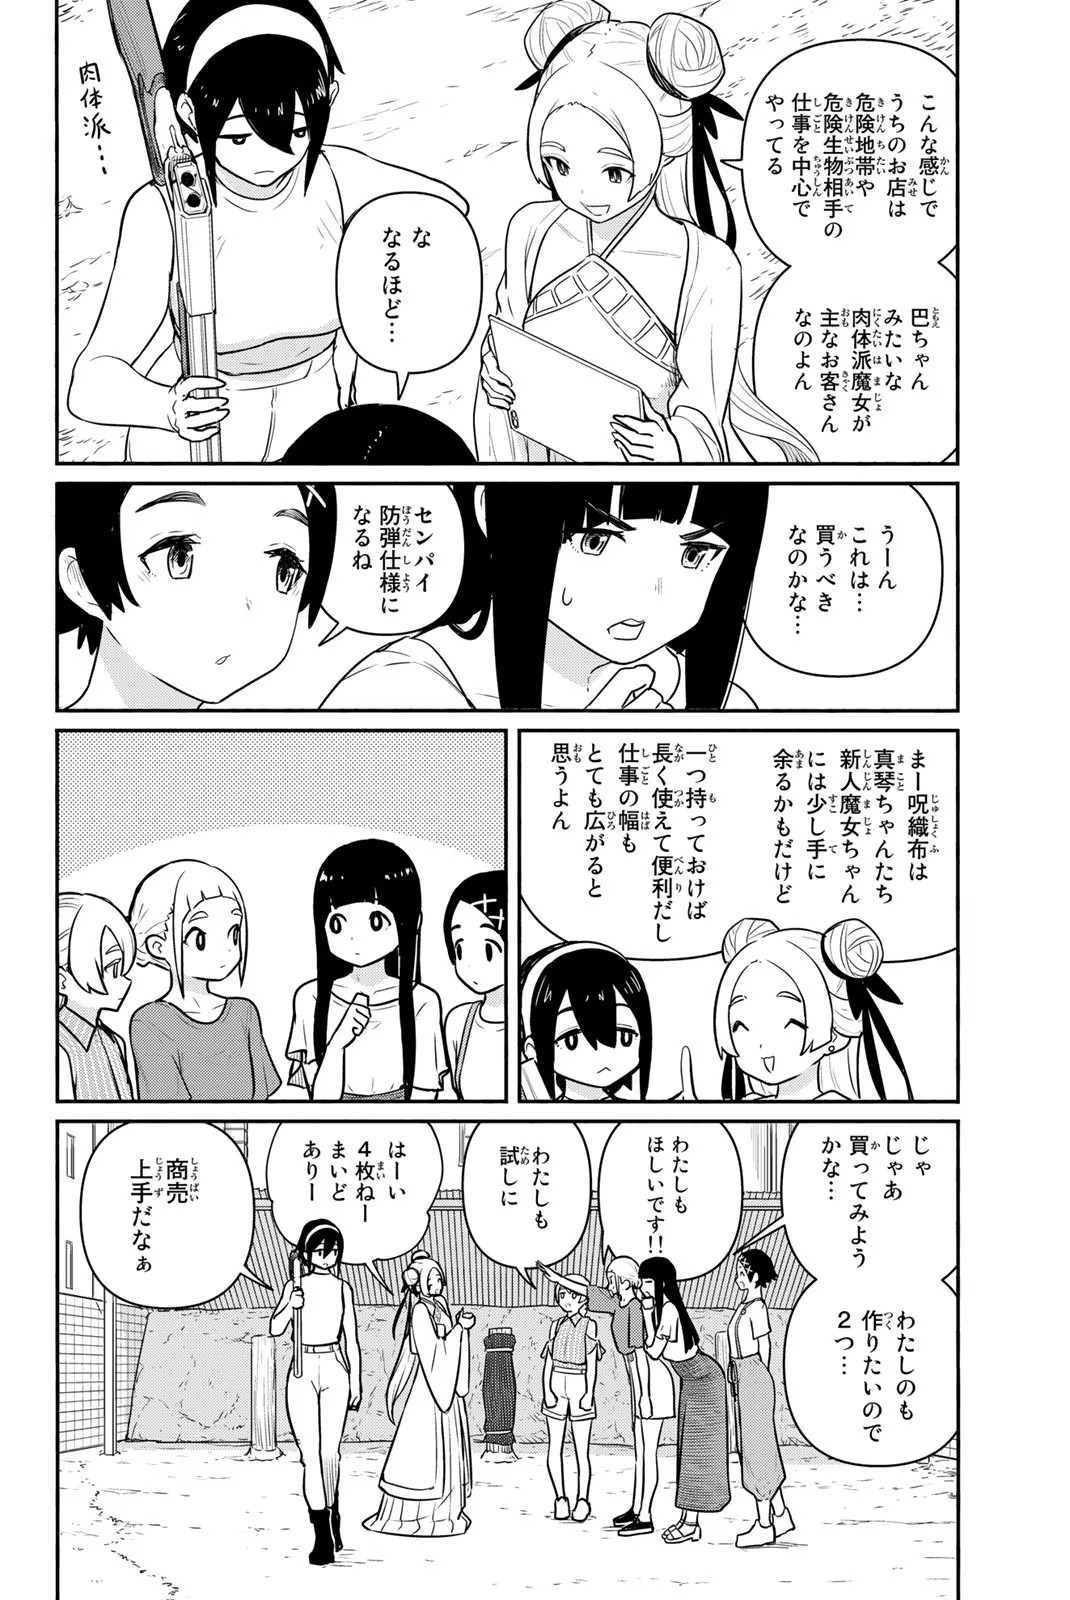 こんな感じで
うちのお店は
危険地帯や
危険生物相手の
仕事を中心で
やってる
巴ちゃん
みたいな
肉体派魔女が
主なお客さん
なのよん
な
なるほど…
肉体派…
うーん
これは…
買うべき
なのかな…
センパイ
防弾仕様に
なるね
まー呪織布は
真琴ちゃんたち
新人魔女ちゃん
には少し手に
余るかもだけど
一つ持っておけば
長く使えて便利だし
仕事の幅も
とても広がると
思うよん
じゃ
じゃあ
買ってみよう
かな…
わたしのも
作りたいので
2つ…
わたしも
ほしいです!!
わたしも
試しに
はーい
4枚ねー
まいど
ありー
商売
上手だなぁ